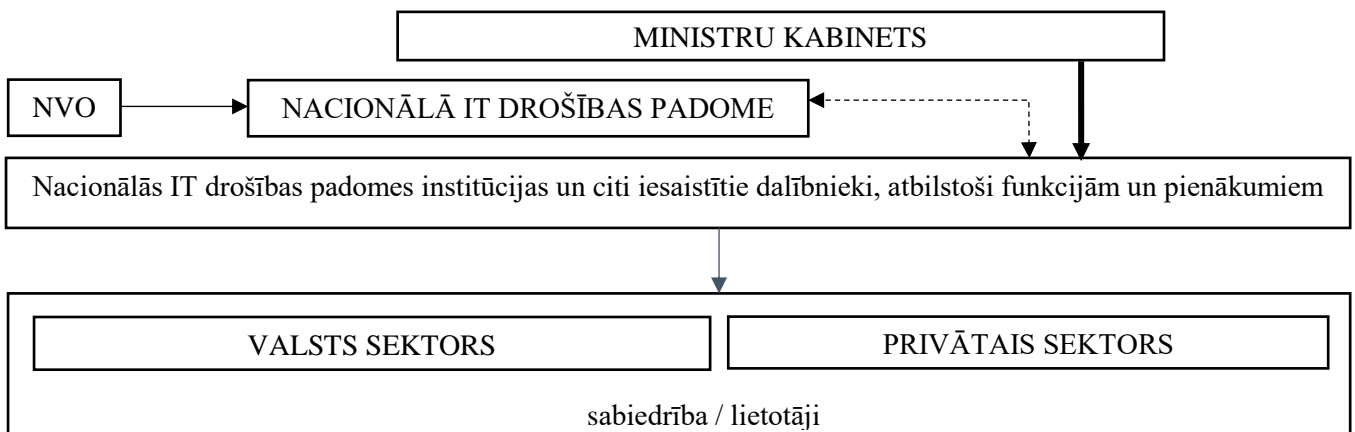 MINISTRU KABINETS
NVO
NACIONĀLĀ IT DROŠĪBAS PADOME
Nacionālās IT drošības padomes institūcijas un citi iesaistītie dalībnieki, atbilstoši funkcijām un pienākumiem
VALSTS SEKTORS
PRIVĀTAIS SEKTORS
sabiedrība / lietotāji